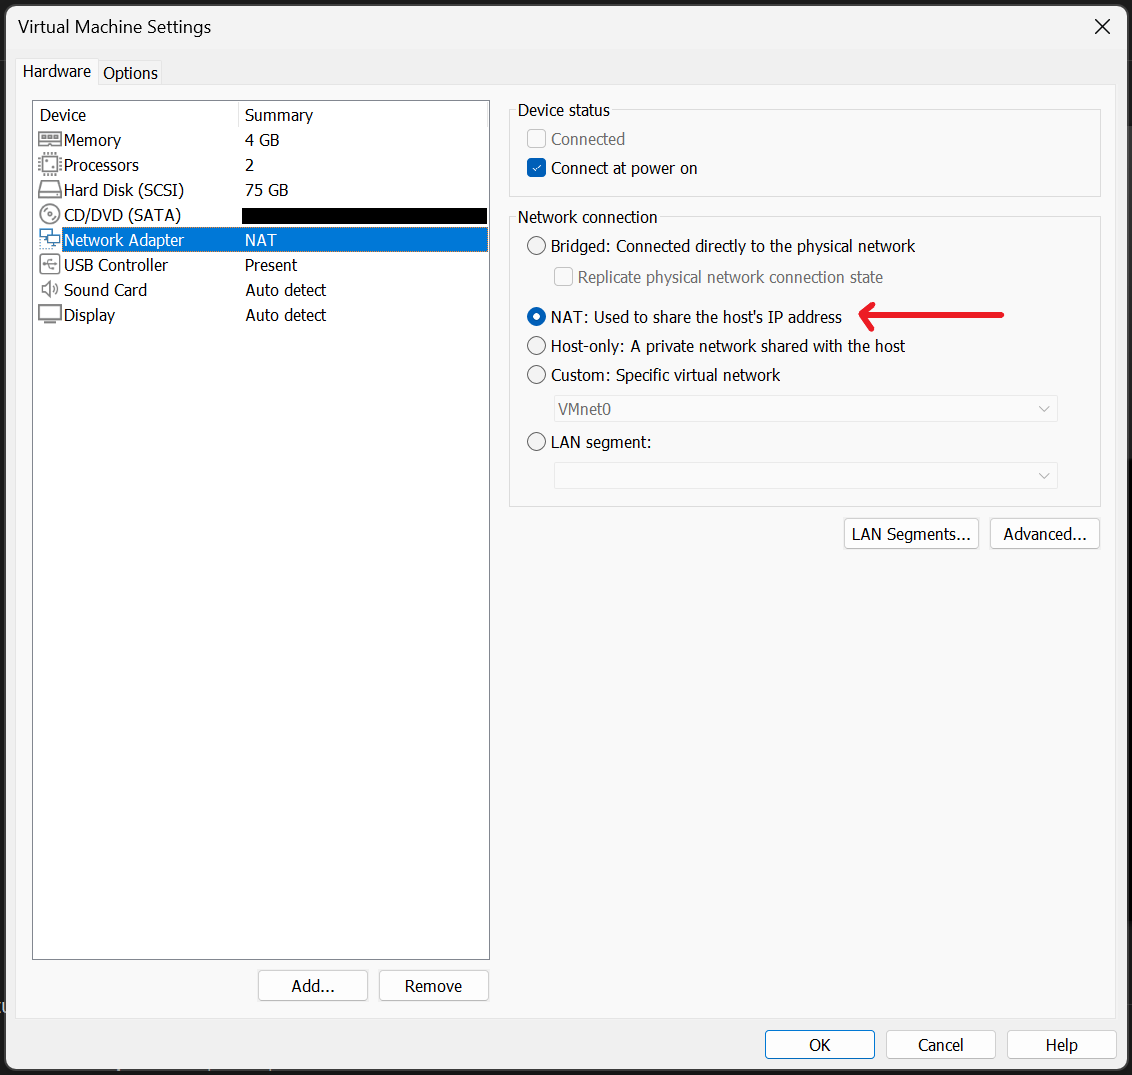 Virtual Machine Settings
Hardware Options
Device Summary
Memory 4 GB
Processors 2
Hard Disk (SCSI) 75 GB
CD/DVD (SATA)
Network Adapter NAT
USB Controller Present
Sound Card Auto detect
Display Auto detect
Add... Remove
Device status
Connected
Connect at power on
Network connection
Bridged: Connected directly to the physical network
Replicate physical network connection state
NAT: Used to share the host's IP address
Host-only: A private network shared with the host
Custom: Specific virtual network
VMnet0
LAN segment:
LAN Segments... Advanced...
OK Cancel Help